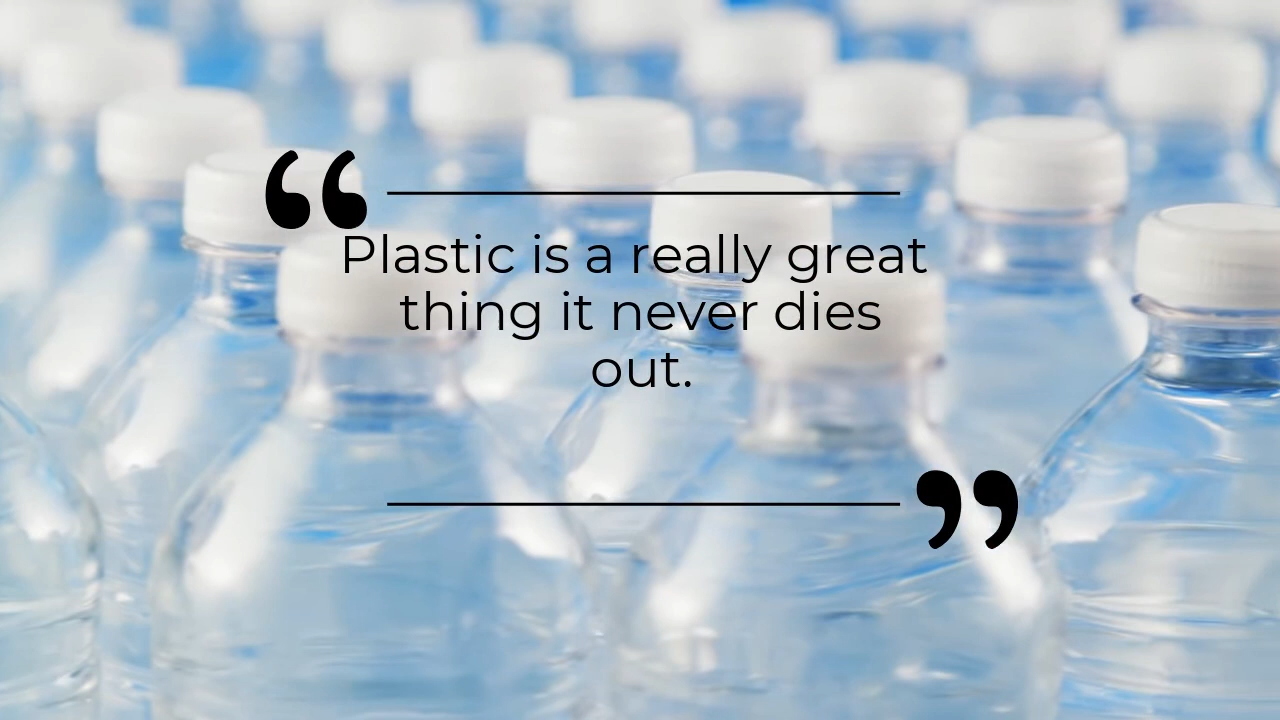 “
Plastic is a really great
thing it never dies
out.
”